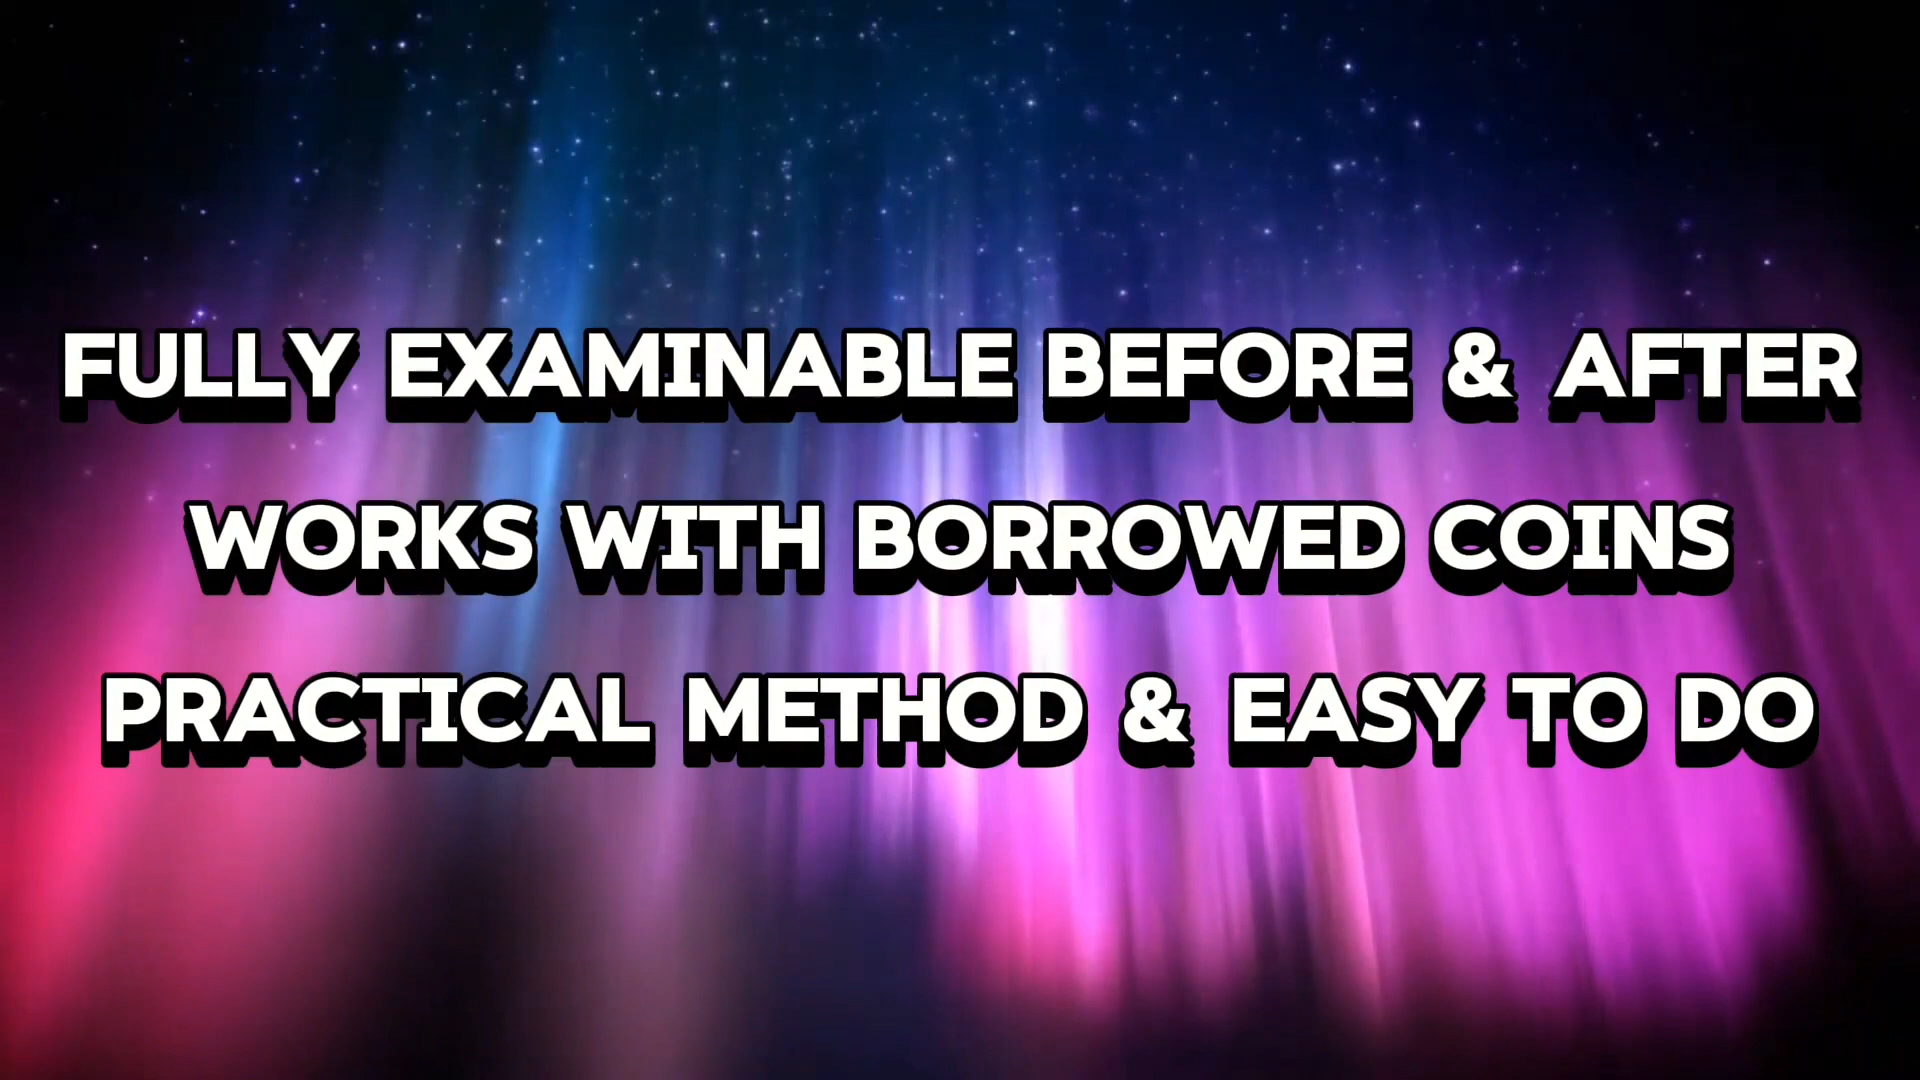 FULLY EXAMINABLE BEFORE & AFTER
WORKS WITH BORROWED COINS
PRACTICAL METHOD & EASY TO DO